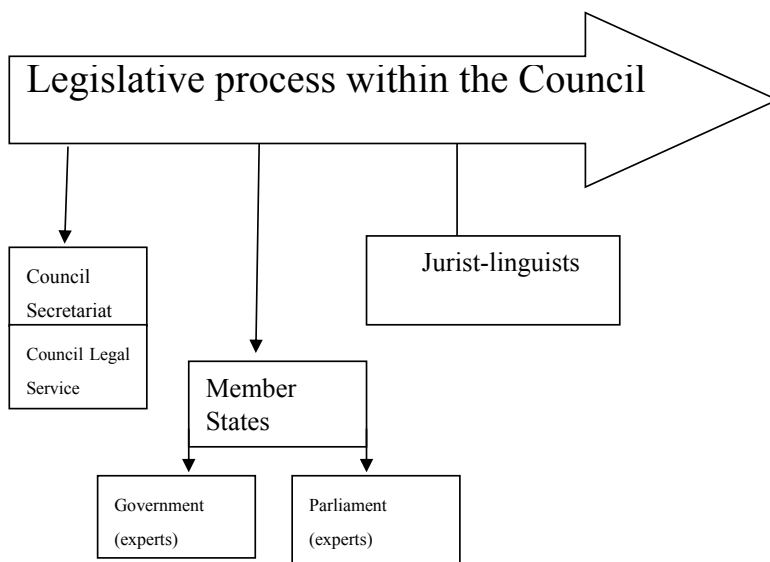 Legislative process within the Council
Council
Secretariat
Council Legal
Service
Jurist-linguists
Member
States
Government
(experts)
Parliament
(experts)